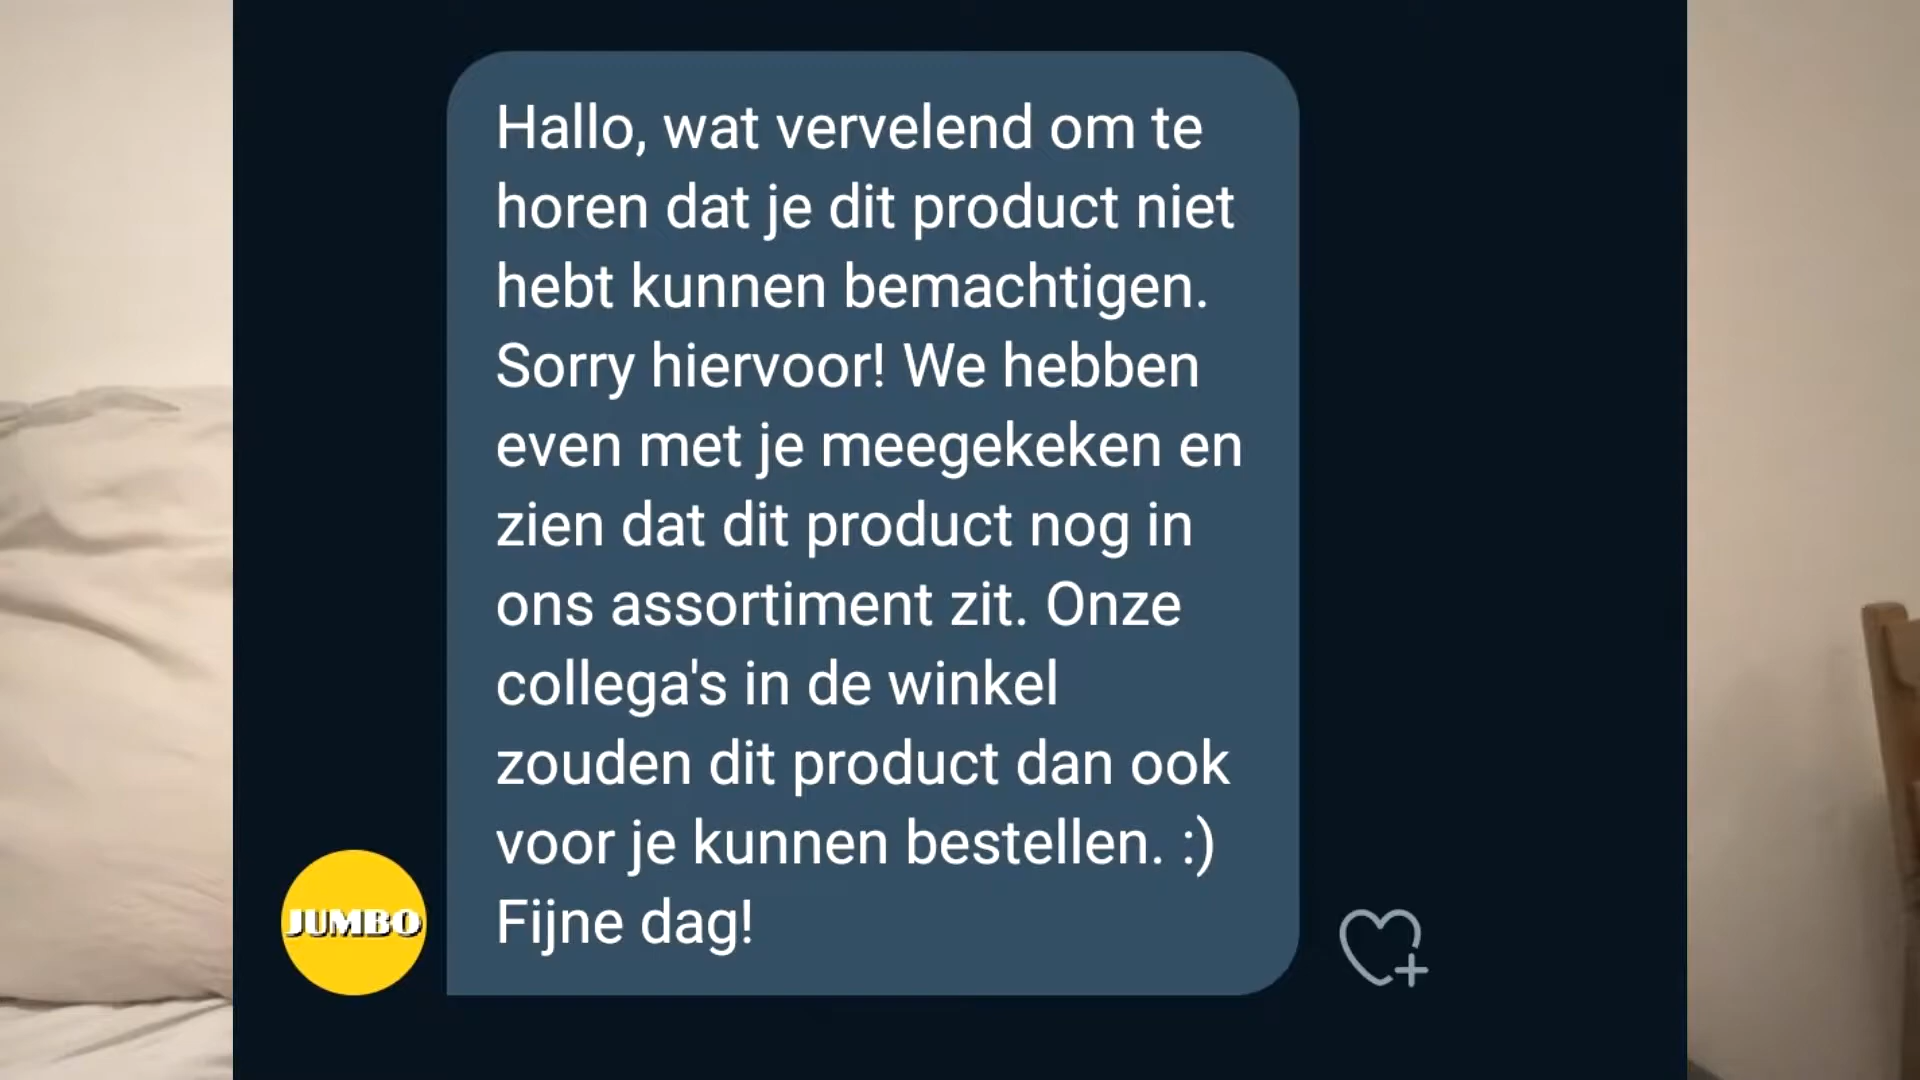 Hallo, wat vervelend om te
horen dat je dit product niet
hebt kunnen bemachtigen.
Sorry hiervoor! We hebben
even met je meegekeken en
zien dat dit product nog in
ons assortiment zit. Onze
collega's in de winkel
zouden dit product dan ook
voor je kunnen bestellen. :)
Fijne dag!
JUMBO